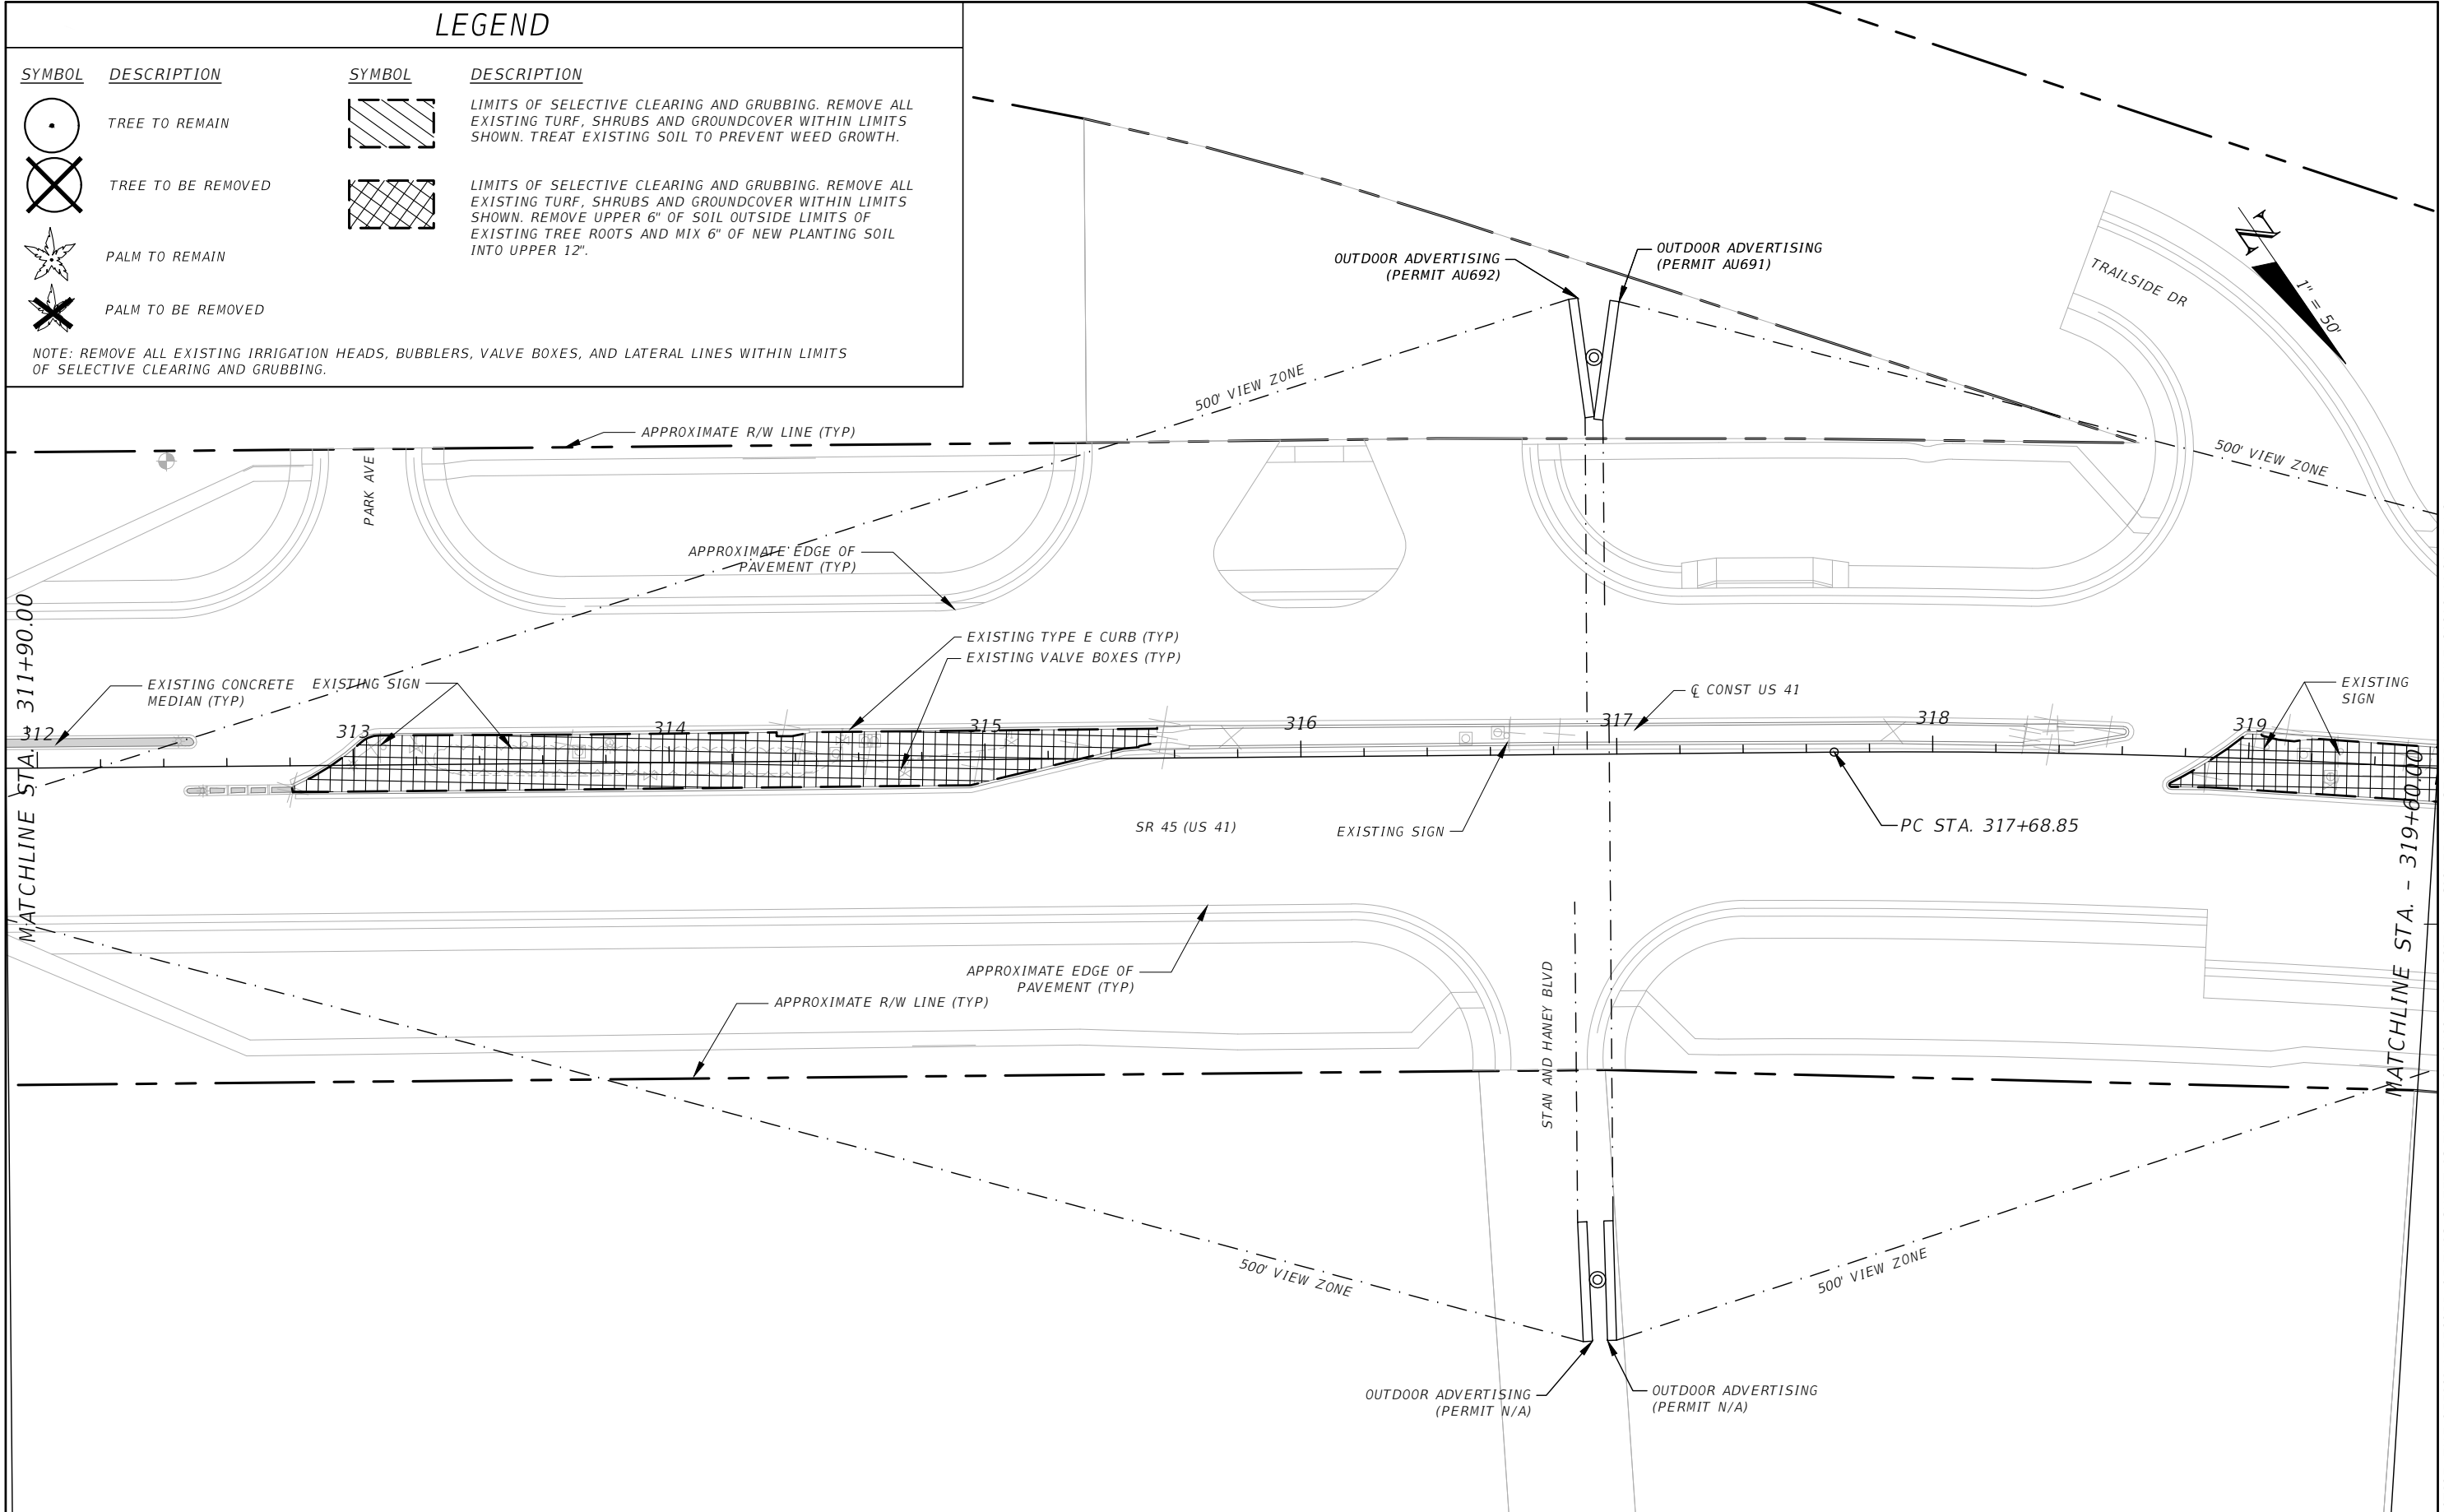 LEGEND
SYMBOL DESCRIPTION SYMBOL DESCRIPTION
TREE TO REMAIN
TREE TO BE REMOVED
PALM TO REMAIN
PALM TO BE REMOVED
LIMITS OF SELECTIVE CLEARING AND GRUBBING. REMOVE ALL
EXISTING TURF, SHRUBS AND GROUNDCOVER WITHIN LIMITS
SHOWN. TREAT EXISTING SOIL TO PREVENT WEED GROWTH.
LIMITS OF SELECTIVE CLEARING AND GRUBBING. REMOVE ALL
EXISTING TURF, SHRUBS AND GROUNDCOVER WITHIN LIMITS
SHOWN. REMOVE UPPER 6" OF SOIL OUTSIDE LIMITS OF
EXISTING TREE ROOTS AND MIX 6" OF NEW PLANTING SOIL
INTO UPPER 12".
NOTE: REMOVE ALL EXISTING IRRIGATION HEADS, BUBBLERS, VALVE BOXES, AND LATERAL LINES WITHIN LIMITS
OF SELECTIVE CLEARING AND GRUBBING.
OUTDOOR ADVERTISING
(PERMIT AU692)
OUTDOOR ADVERTISING
(PERMIT AU691)
TRAILSIDE DR
N
1" = 50'
500' VIEW ZONE
500' VIEW ZONE
APPROXIMATE R/W LINE (TYP)
PARK AVE
APPROXIMATE EDGE OF
PAVEMENT (TYP)
EXISTING TYPE E CURB (TYP)
EXISTING VALVE BOXES (TYP)
MATCHLINE STA. - 311+90.00
EXISTING CONCRETE
MEDIAN (TYP)
EXISTING SIGN
℄ CONST US 41
EXISTING
SIGN
312
313
314
315
316
317
318
319
SR 45 (US 41)
EXISTING SIGN
PC STA. 317+68.85
MATCHLINE STA. - 319+60.00
APPROXIMATE EDGE OF
PAVEMENT (TYP)
APPROXIMATE R/W LINE (TYP)
STAN AND HANEY BLVD
500' VIEW ZONE
500' VIEW ZONE
OUTDOOR ADVERTISING
(PERMIT N/A)
OUTDOOR ADVERTISING
(PERMIT N/A)